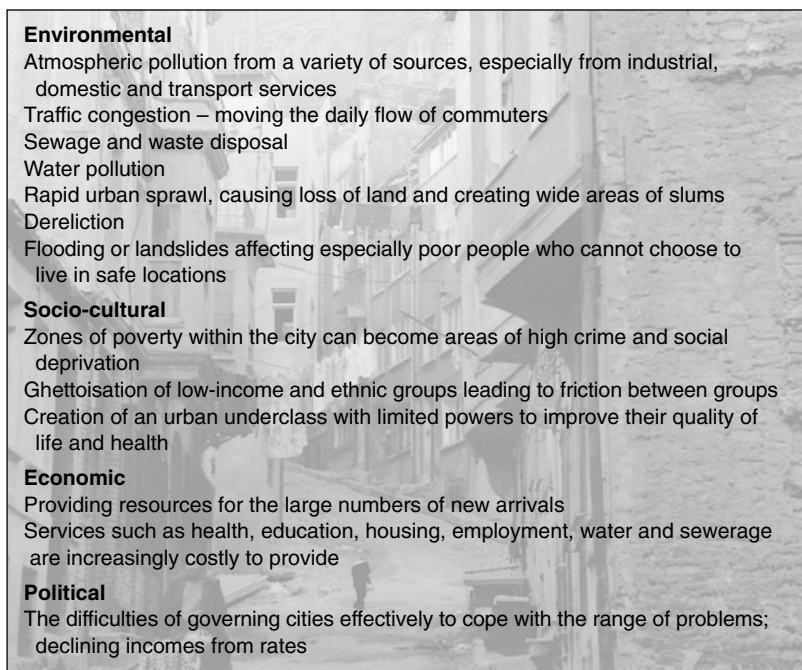 Environmental
Atmospheric pollution from a variety of sources, especially from industrial,
domestic and transport services
Traffic congestion – moving the daily flow of commuters
Sewage and waste disposal
Water pollution
Rapid urban sprawl, causing loss of land and creating wide areas of slums
Dereliction
Flooding or landslides affecting especially poor people who cannot choose to
live in safe locations
Socio-cultural
Zones of poverty within the city can become areas of high crime and social
deprivation
Ghettoisation of low-income and ethnic groups leading to friction between groups
Creation of an urban underclass with limited powers to improve their quality of
life and health
Economic
Providing resources for the large numbers of new arrivals
Services such as health, education, housing, employment, water and sewerage
are increasingly costly to provide
Political
The difficulties of governing cities effectively to cope with the range of problems;
declining incomes from rates